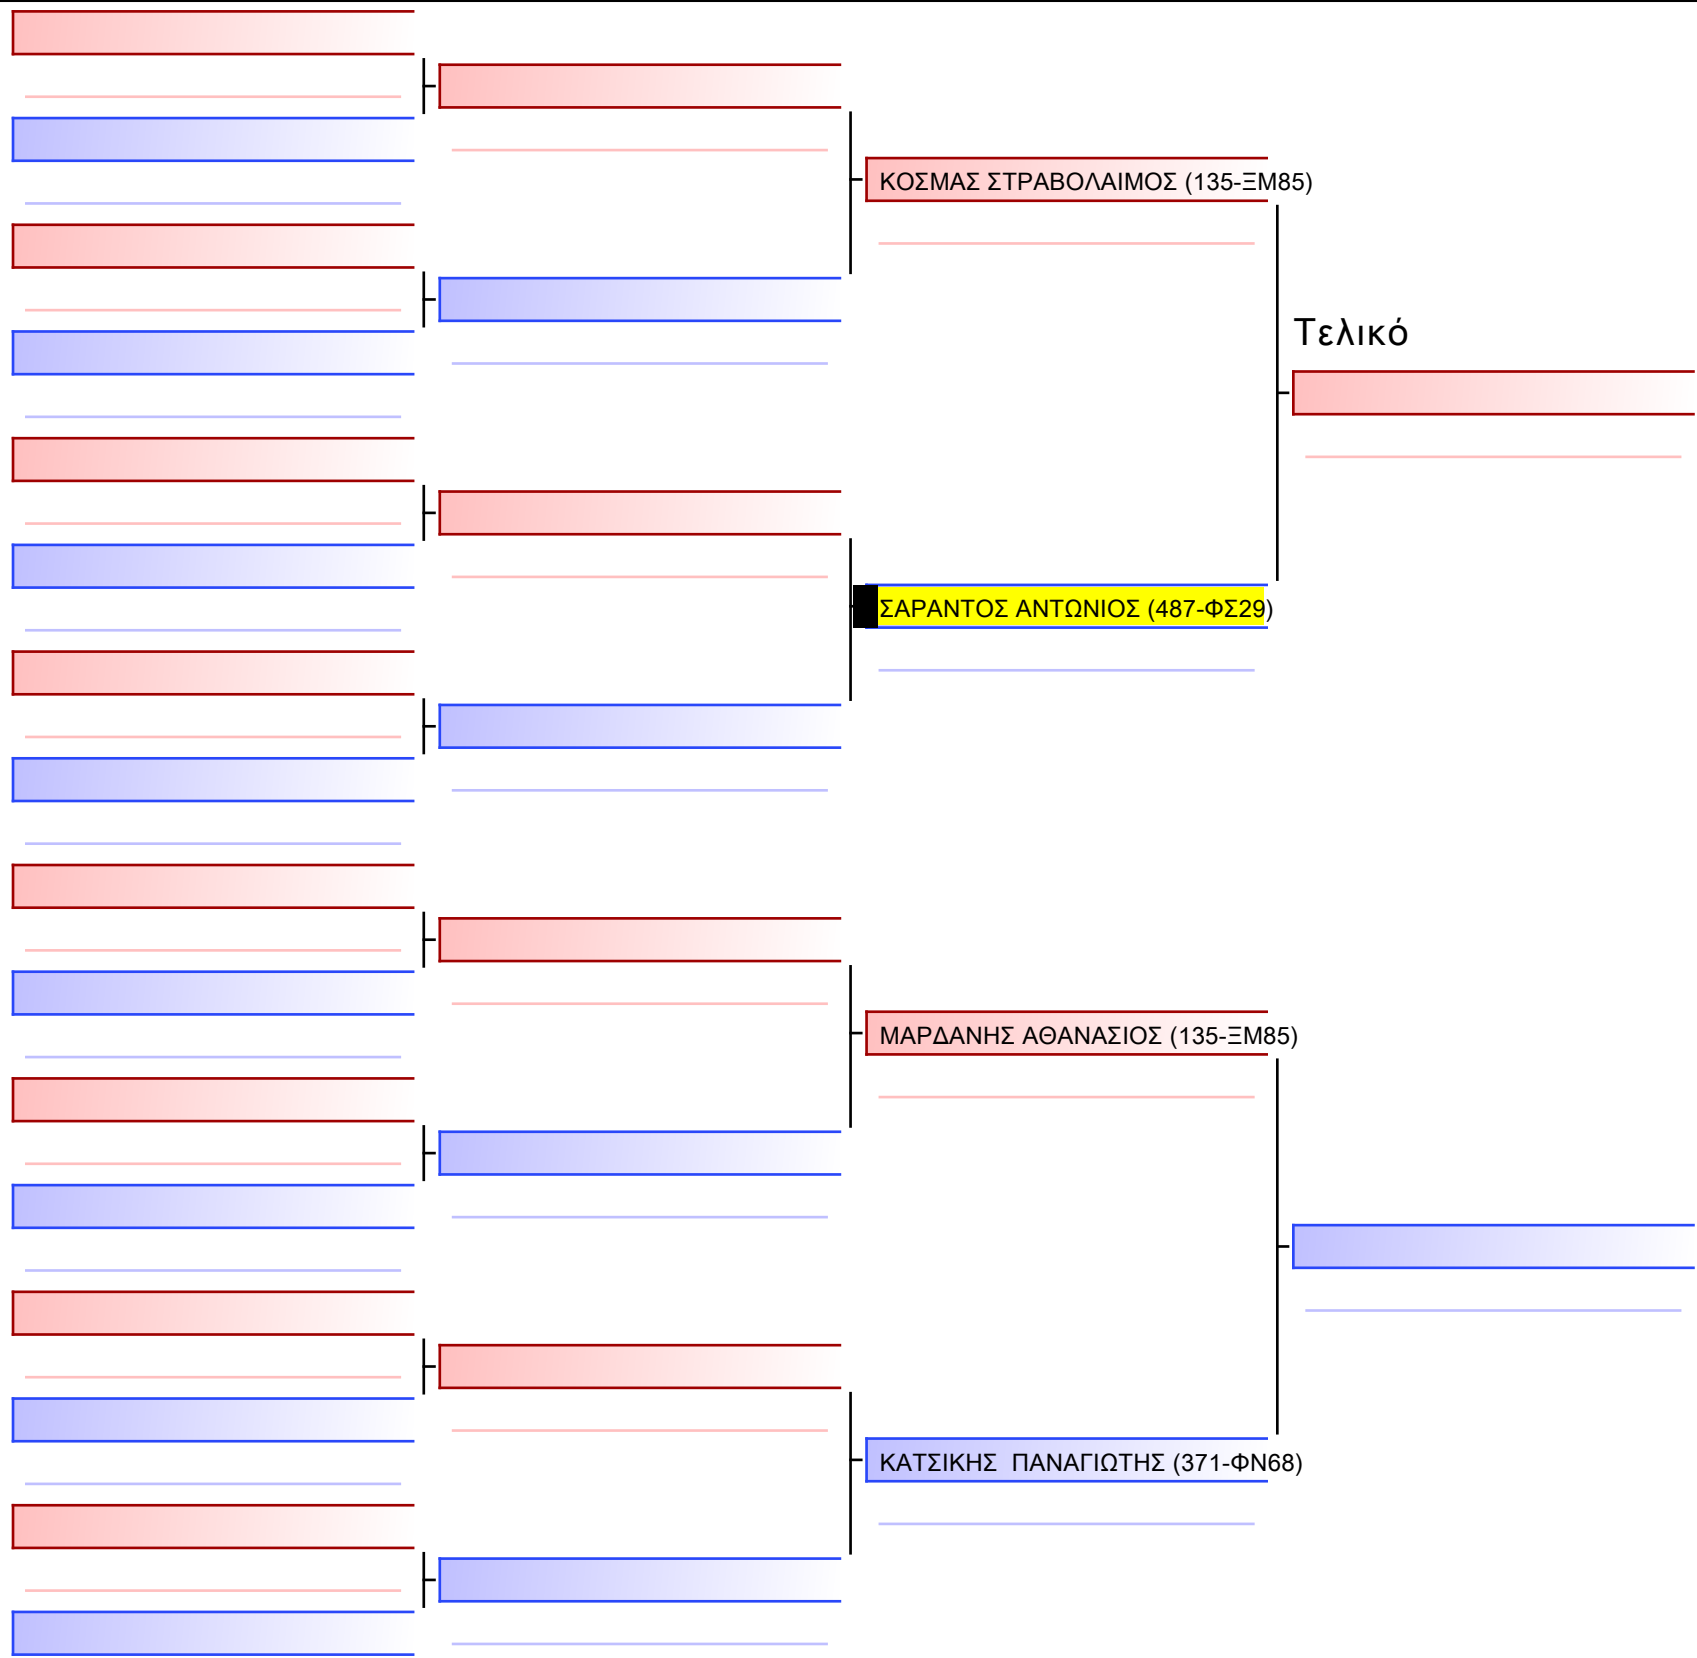 ΚΟΣΜΑΣ ΣΤΡΑΒΟΛΑΙΜΟΣ (135-ΞΜ85)
Τελικό
ΣΑΡΑΝΤΟΣ ΑΝΤΩΝΙΟΣ (487-ΦΣ29)
ΜΑΡΔΑΝΗΣ ΑΘΑΝΑΣΙΟΣ (135-ΞΜ85)
ΚΑΤΣΙΚΗΣ  ΠΑΝΑΓΙΩΤΗΣ (371-ΦΝ68)